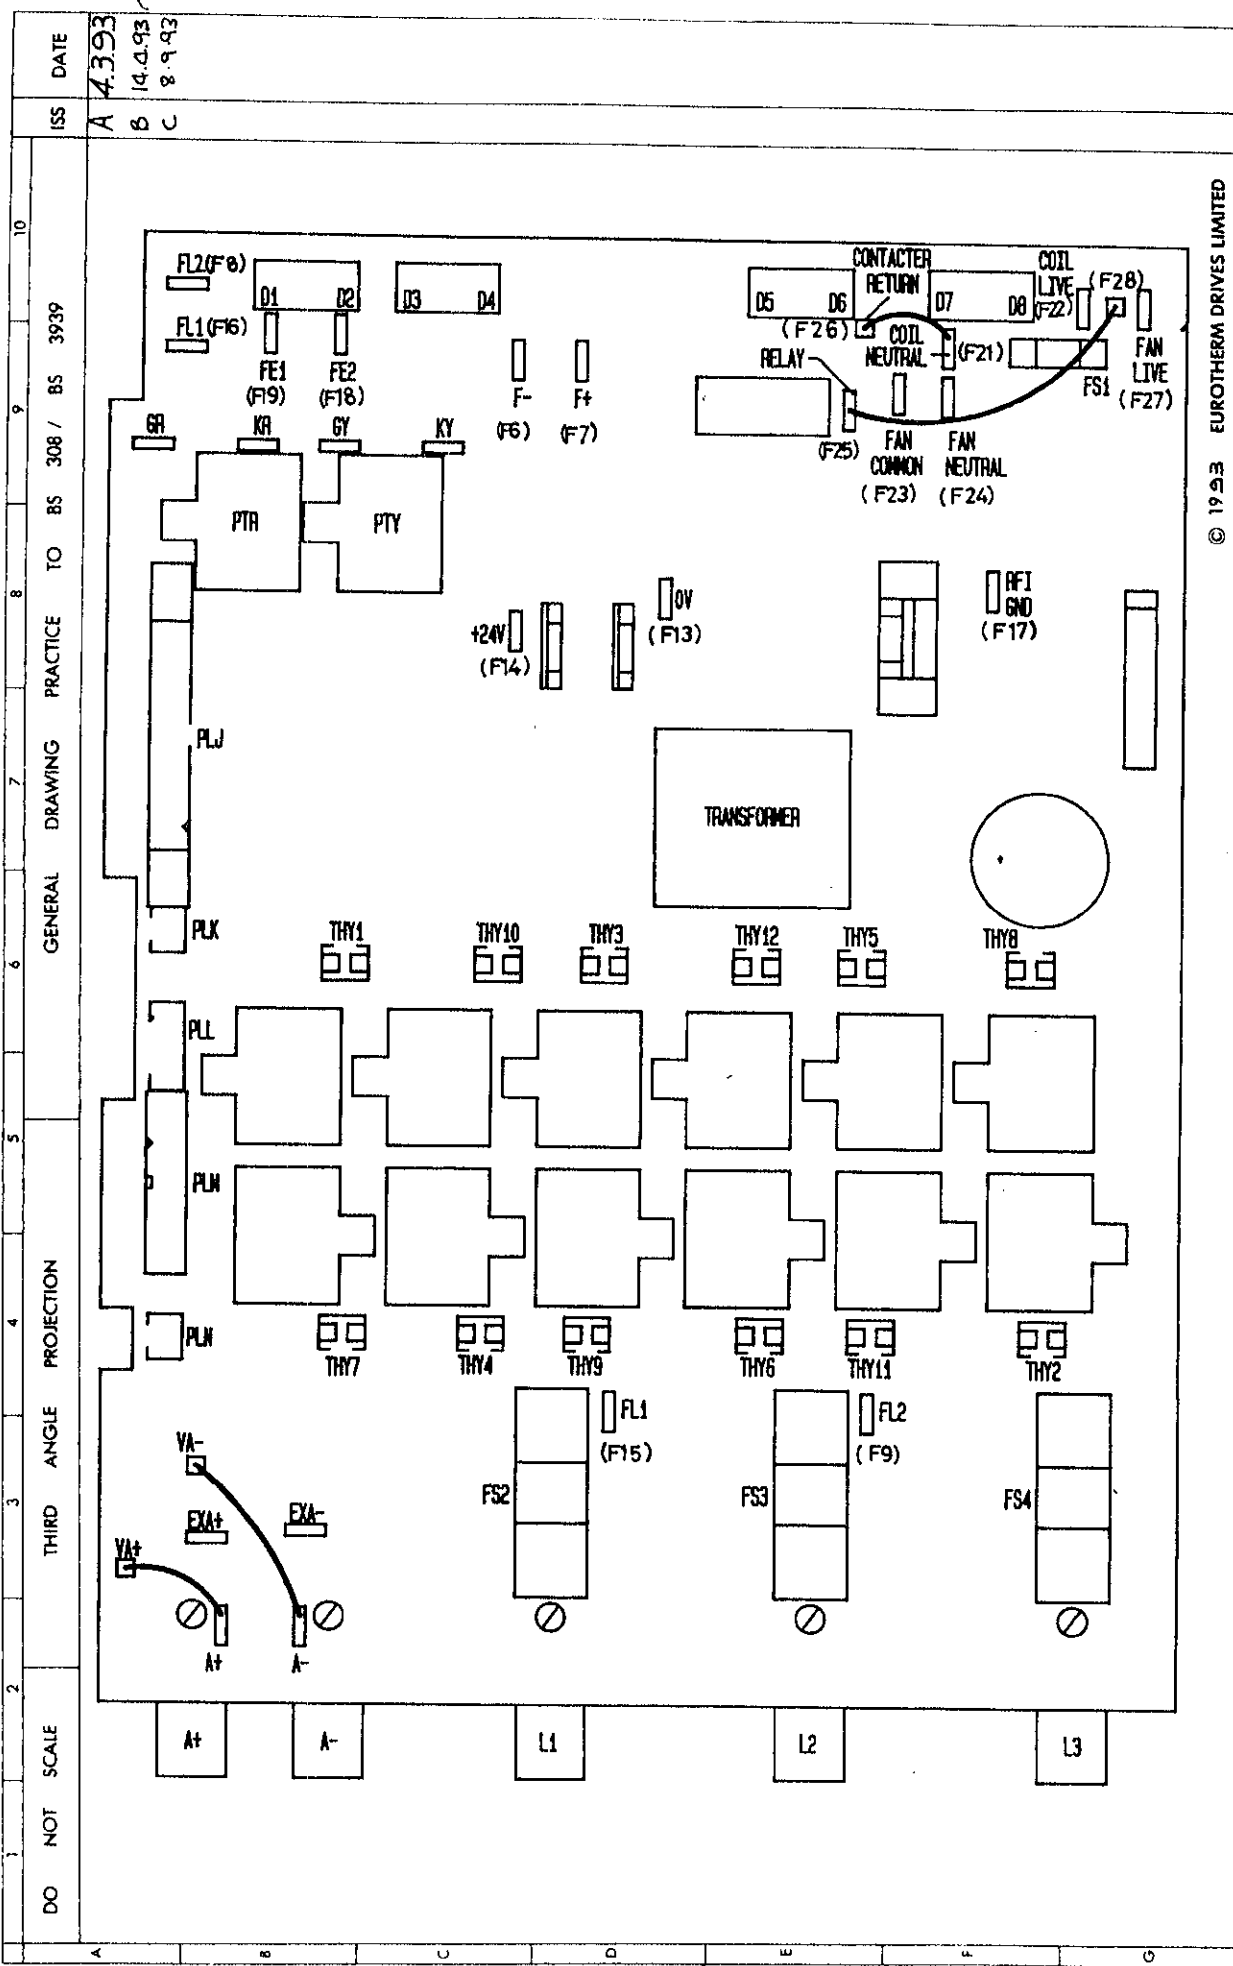 ISS DATE
A 4.3.93
B 14.4.93
C 8.9.93
DO NOT SCALE
THIRD ANGLE PROJECTION
GENERAL DRAWING PRACTICE TO BS 308 / BS 3939
1 2 3 4 5 6 7 8 9 10
A B C D E F G
FL2(F8)
FL1(F16)
D1 D2
D3 D4
D5 D6
D7 D8
FE1
(F19)
FE2
(F18)
F-
(F6)
F+
(F7)
CONTACTER
RETURN
(F26)
COIL
NEUTRAL
(F21)
COIL
LIVE
(F22)
(F28)
FS1
FAN
LIVE
(F27)
RELAY
(F25)
FAN
COMMON
(F23)
FAN
NEUTRAL
(F24)
GR
KR
GY
KY
PTR
PTY
+24V
(F14)
0V
(F13)
RFI
GND
(F17)
PLJ
TRANSFORMER
PLK
THY1
THY10
THY3
THY12
THY5
THY8
PLL
PLM
PLN
THY7
THY4
THY9
THY6
THY11
THY2
FL1
(F15)
FL2
(F9)
FS2
FS3
FS4
VA-
EXA+
EXA-
VA+
A+
A-
A+
A-
L1
L2
L3
© 1993 EUROTHERM DRIVES LIMITED